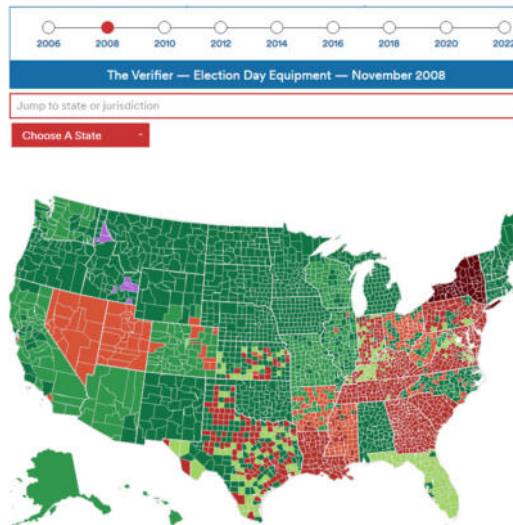 2006 2008 2010 2012 2014 2016 2018 2020 2022
The Verifier — Election Day Equipment — November 2008
Jump to state or jurisdiction
Choose A State